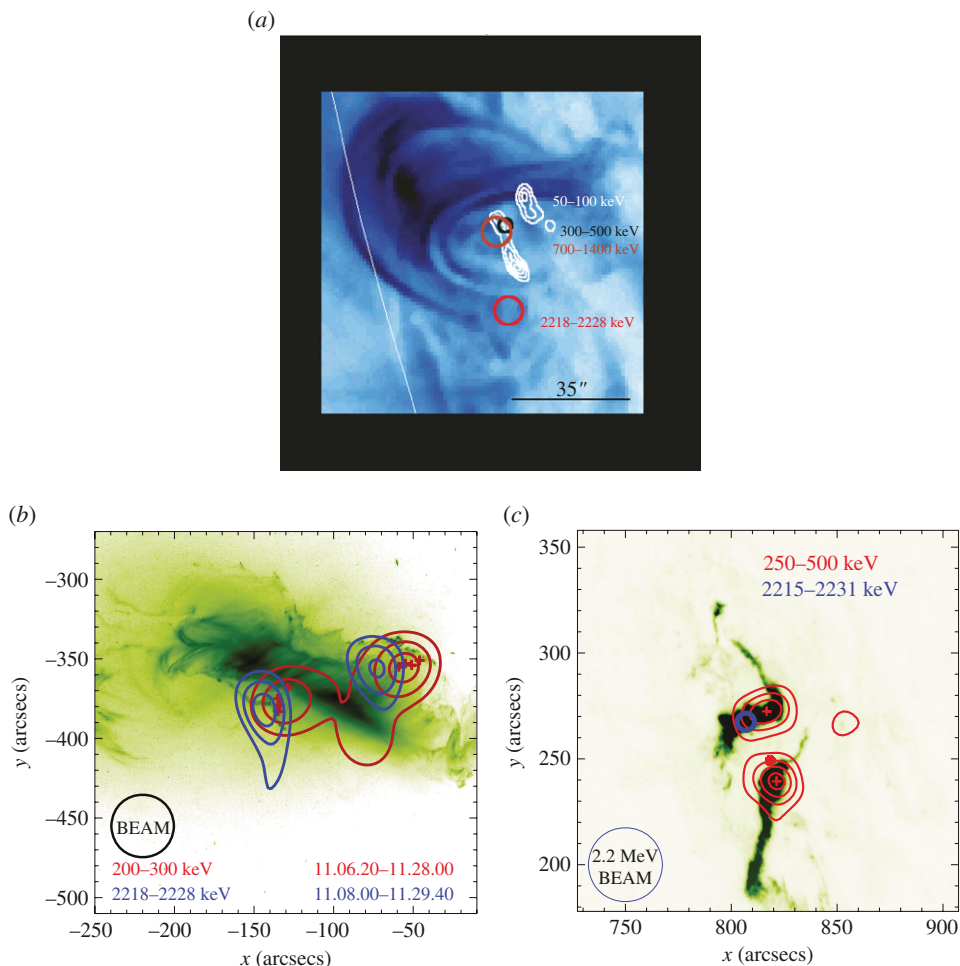 (a)
50–100 keV
300–500 keV
700–1400 keV
2218–2228 keV
35″
(b)
−300
−350
−400
−450
−500
y (arcsecs)
BEAM
200–300 keV 11.06.20–11.28.00
2218–2228 keV 11.08.00–11.29.40
−250 −200 −150 −100 −50
x (arcsecs)
(c)
350
300
250
200
y (arcsecs)
250–500 keV
2215–2231 keV
2.2 MeV
BEAM
750 800 850 900
x (arcsecs)